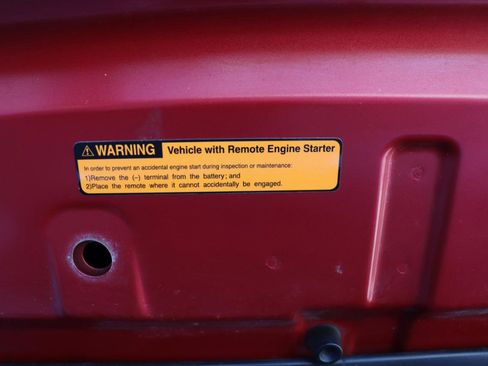 WARNING Vehicle with Remote Engine Starter
In order to prevent an accidental engine start during inspection or maintenance:
1)Remove the (−) terminal from the battery; and
2)Place the remote where it cannot accidentally be engaged.